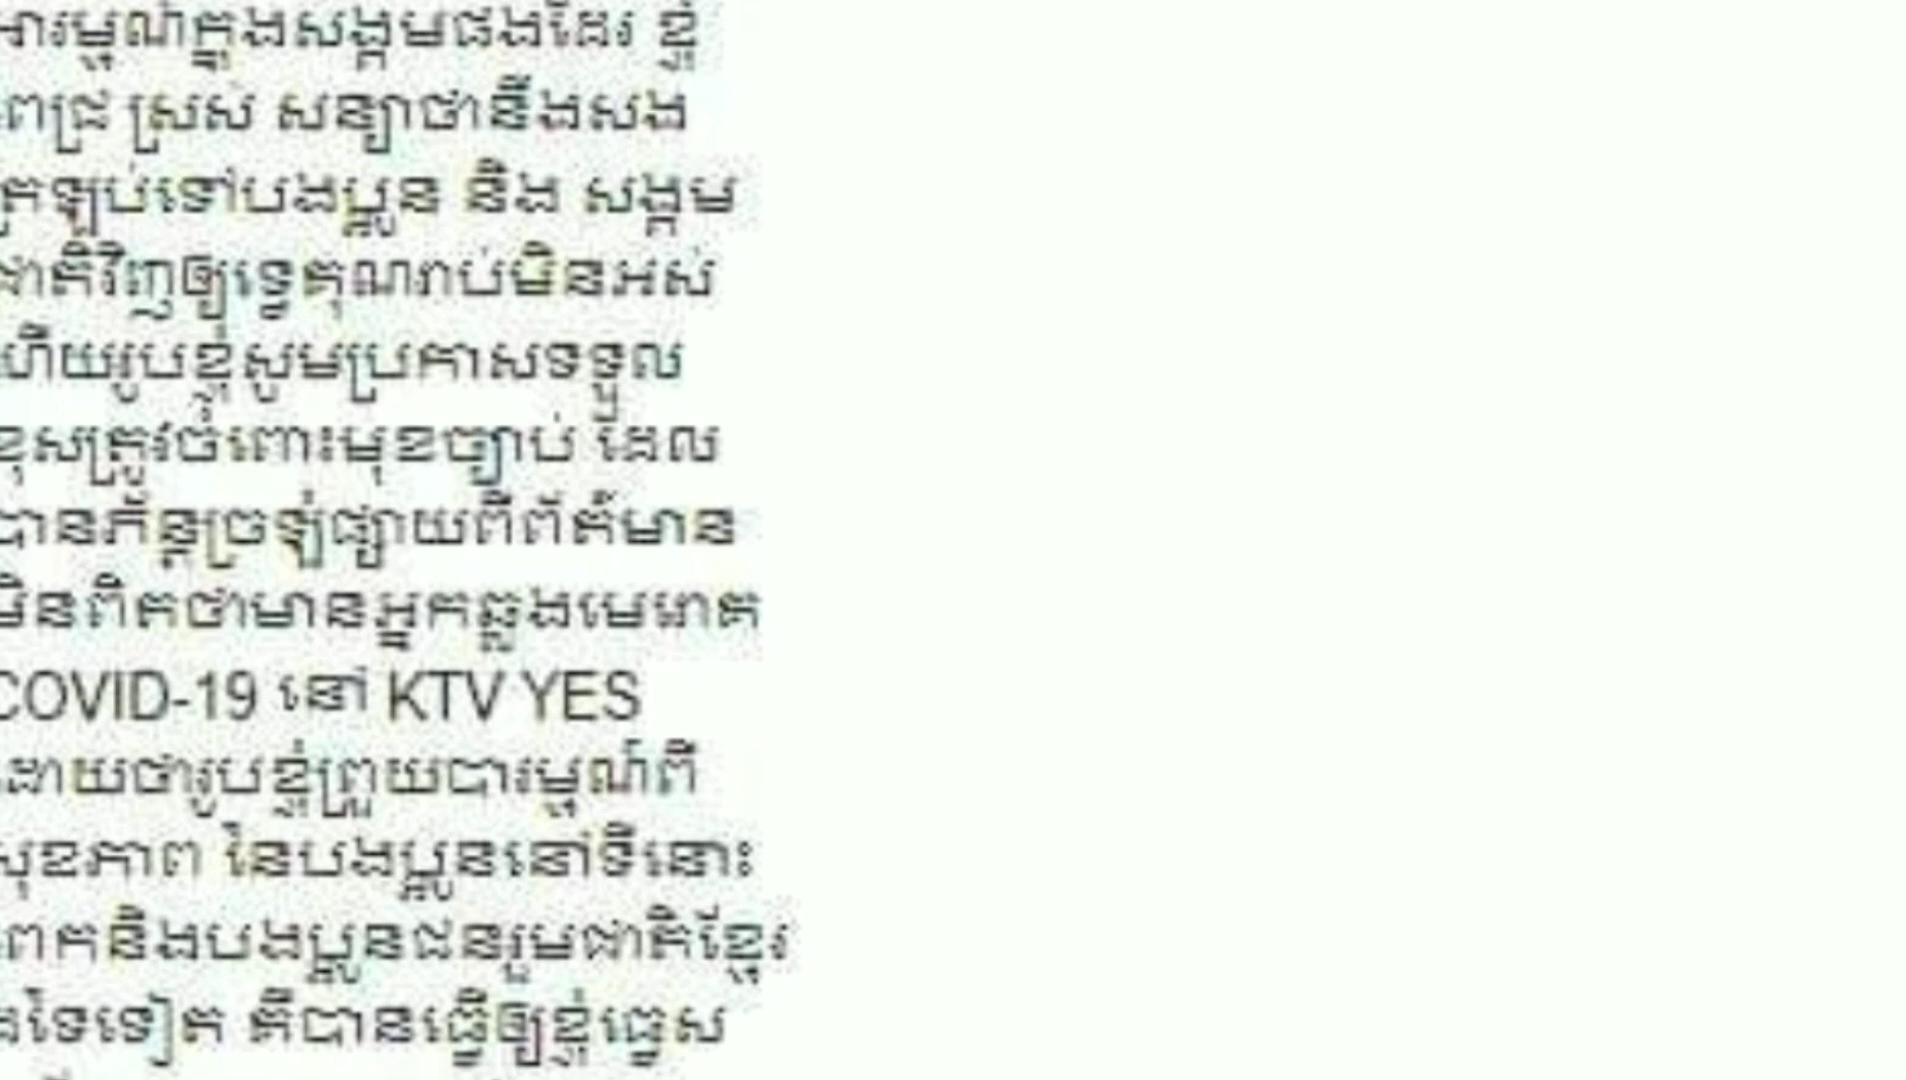 អារម្មណ៍ក្នុងសង្គមផងដែរ ខ្ញុំ
ពេជ្រ ស្រស់ សន្យាថានឹងសង
ត្រឡប់ទៅបងប្អូន និង សង្គម
ជាតិវិញឲ្យទ្វេគុណរាប់មិនអស់
ហើយរូបខ្ញុំសូមប្រកាសទទួល
ខុសត្រូវចំពោះមុខច្បាប់ ដែល
បានភ័ន្តច្រឡំផ្សាយពីព័ត៌មាន
មិនពិតថាមានអ្នកឆ្លងមេរោគ
COVID-19 នៅ KTV YES
ដោយថារូបខ្ញុំព្រួយបារម្មណ៍ពី
សុខភាព នៃបងប្អូននៅទីនោះ
ពេកនឹងបងប្អូនជនរួមជាតិខ្មែរ
ដទៃទៀត គឺបានធ្វើឲ្យខ្ញុំធ្វេស